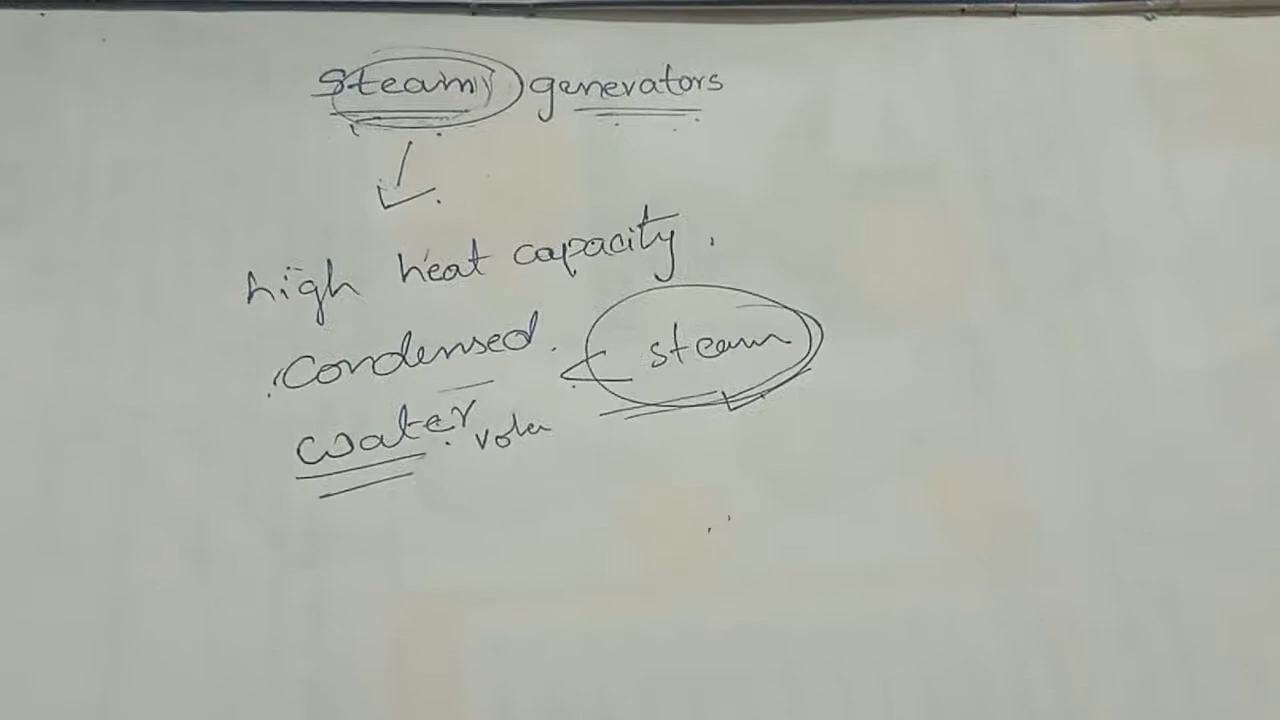 steam generators
high heat capacity.
condensed. steam
water